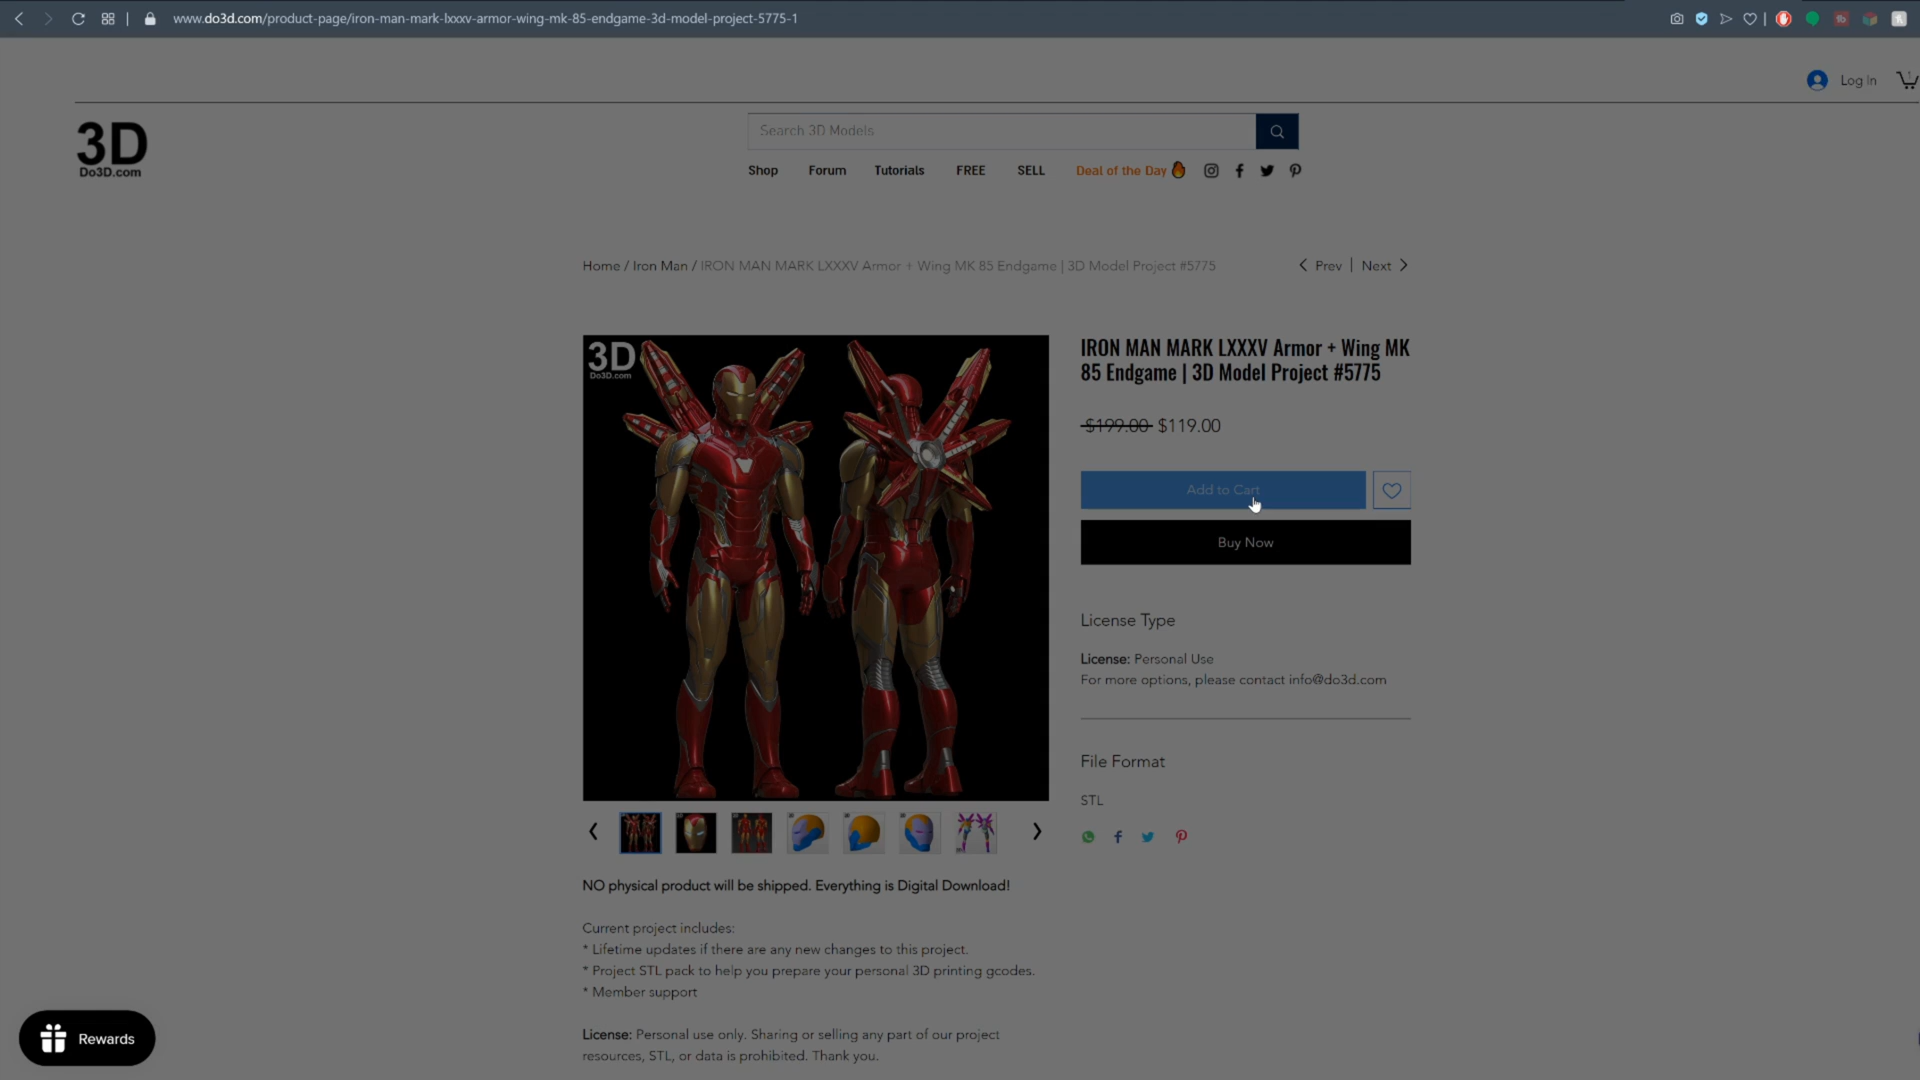 www.do3d.com/product-page/iron-man-mark-lxxxv-armor-wing-mk-85-endgame-3d-model-project-5775-1
Log In
3D
Do3D.com
Search 3D Models
Shop Forum Tutorials FREE SELL Deal of the Day
Home / Iron Man / IRON MAN MARK LXXXV Armor + Wing MK 85 Endgame | 3D Model Project #5775
Prev | Next
3D
Do3D.com
IRON MAN MARK LXXXV Armor + Wing MK
85 Endgame | 3D Model Project #5775
$199.00 $119.00
Add to Cart
Buy Now
License Type
License: Personal Use
For more options, please contact info@do3d.com
File Format
STL
NO physical product will be shipped. Everything is Digital Download!
Current project includes:
* Lifetime updates if there are any new changes to this project.
* Project STL pack to help you prepare your personal 3D printing gcodes.
* Member support
License: Personal use only. Sharing or selling any part of our project
resources, STL, or data is prohibited. Thank you.
Rewards